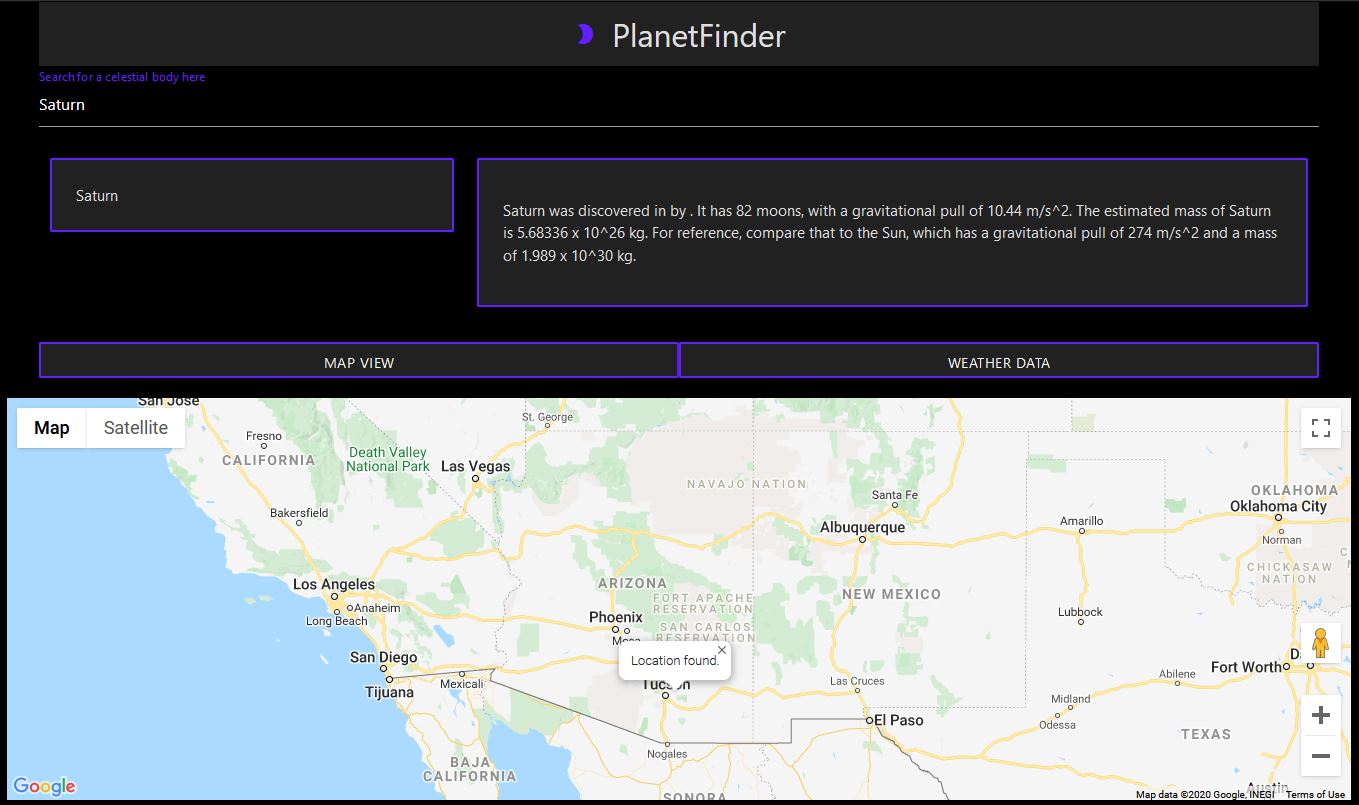 PlanetFinder
Search for a celestial body here
Saturn
Saturn
Saturn was discovered in by . It has 82 moons, with a gravitational pull of 10.44 m/s^2. The estimated mass of Saturn
is 5.68336 x 10^26 kg. For reference, compare that to the Sun, which has a gravitational pull of 274 m/s^2 and a mass
of 1.989 x 10^30 kg.
MAP VIEW
WEATHER DATA
San Jose
Map
Satellite
St. George
Fresno
CALIFORNIA
Death Valley
National Park
Las Vegas
NAVAJO NATION
Santa Fe
OKLAHOMA
Oklahoma City
Bakersfield
Albuquerque
Amarillo
Norman
CHICKASAW
NATION
Los Angeles
ARIZONA
NEW MEXICO
FORT APACHE
RESERVATION
Anaheim
Long Beach
Phoenix
Mesa
SAN CARLOS
RESERVATION
Lubbock
San Diego
Location found.
Tucson
Fort Worth
D
Tijuana
Mexicali
Las Cruces
Abilene
Midland
Odessa
El Paso
TEXAS
Nogales
BAJA
CALIFORNIA
SONORA
Austin
Google
Map data ©2020 Google, INEGI
Terms of Use